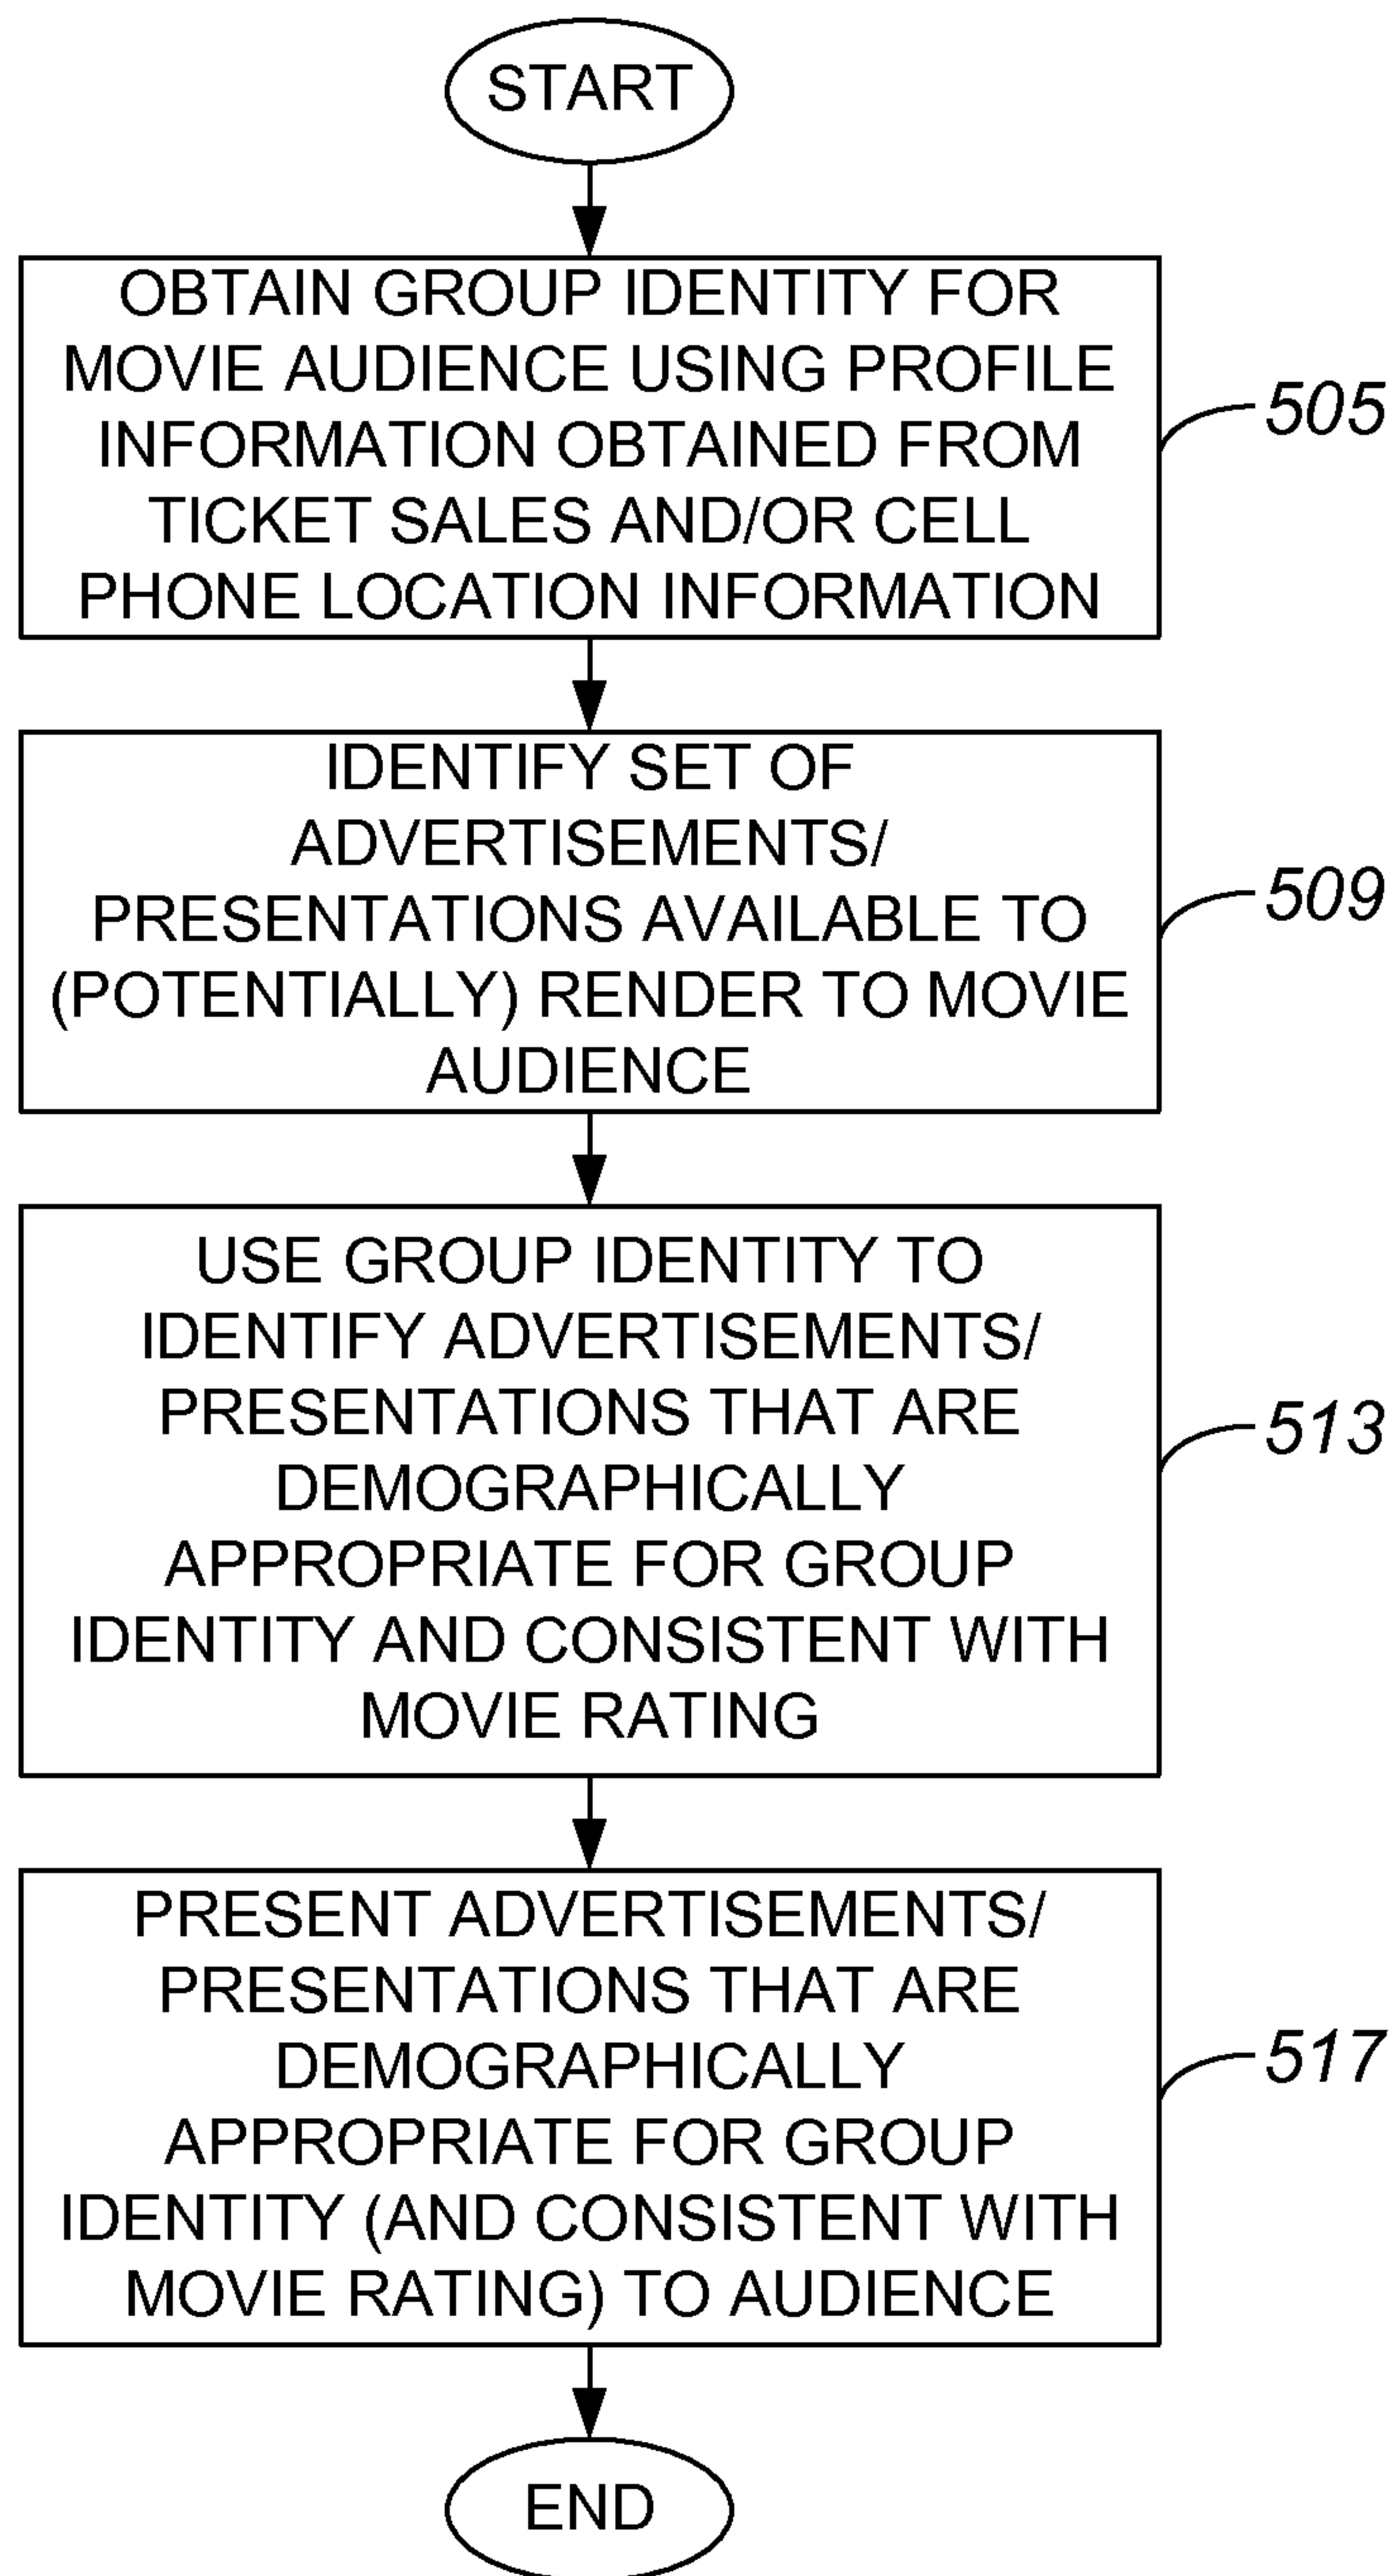 START
OBTAIN GROUP IDENTITY FOR
MOVIE AUDIENCE USING PROFILE
INFORMATION OBTAINED FROM
TICKET SALES AND/OR CELL
PHONE LOCATION INFORMATION
505
IDENTIFY SET OF
ADVERTISEMENTS/
PRESENTATIONS AVAILABLE TO
(POTENTIALLY) RENDER TO MOVIE
AUDIENCE
509
USE GROUP IDENTITY TO
IDENTIFY ADVERTISEMENTS/
PRESENTATIONS THAT ARE
DEMOGRAPHICALLY
APPROPRIATE FOR GROUP
IDENTITY AND CONSISTENT WITH
MOVIE RATING
513
PRESENT ADVERTISEMENTS/
PRESENTATIONS THAT ARE
DEMOGRAPHICALLY
APPROPRIATE FOR GROUP
IDENTITY (AND CONSISTENT WITH
MOVIE RATING) TO AUDIENCE
517
END